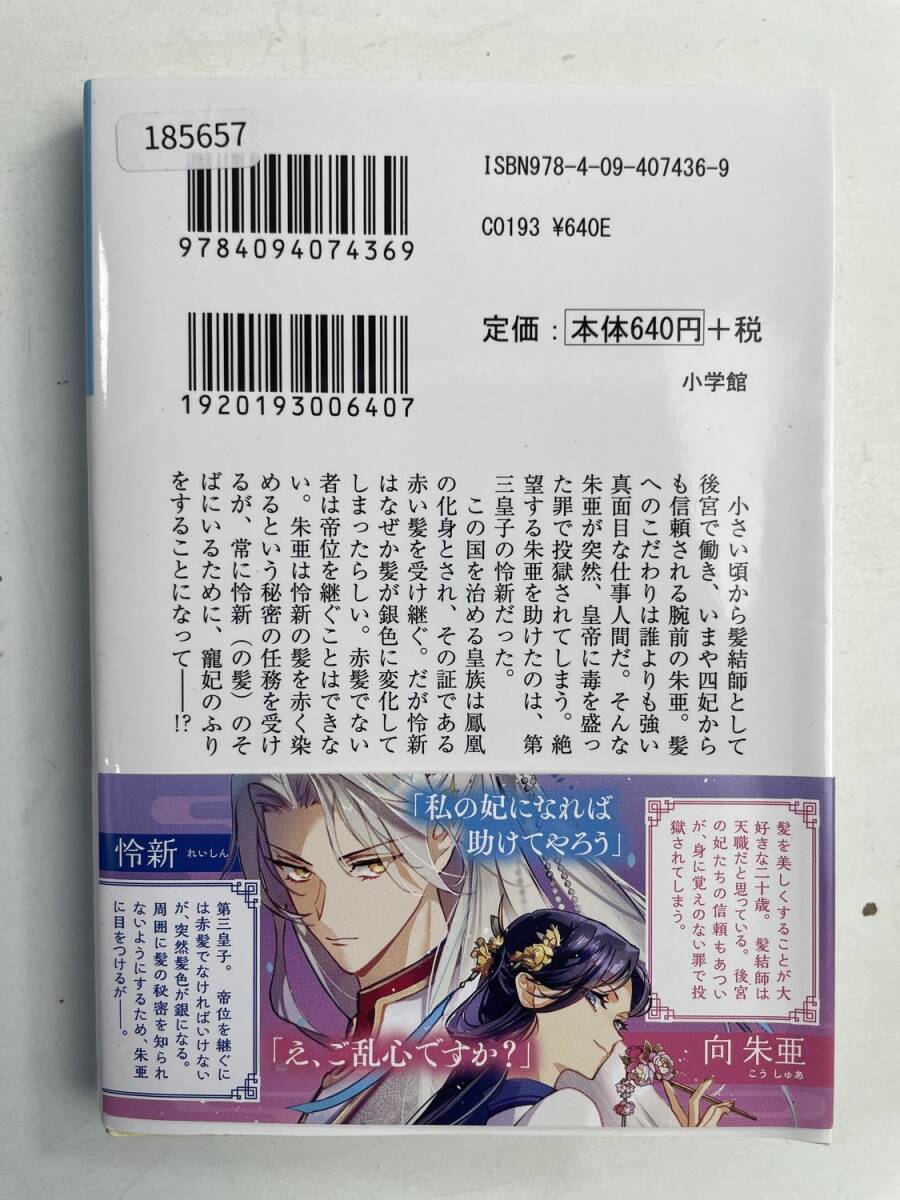 185657
ISBN978-4-09-407436-9
9784094074369
C0193 ¥640E
定価：本体640円＋税
1920193006407
小学館
小さい頃から髪結師として
後宮で働き、いまや四妃から
も信頼される腕前の朱亜。髪
へのこだわりは誰よりも強い
真面目な仕事人間だ。そんな
朱亜が突然、皇帝に毒を盛っ
た罪で投獄されてしまう。絶
望する朱亜を助けたのは、第
三皇子の怜新だった。
この国を治める皇族は鳳凰
の化身とされ、その証である
赤い髪を受け継ぐ。だが怜新
はなぜか髪が銀色に変化して
しまったらしい。赤髪でない
者は帝位を継ぐことはできな
い。朱亜は怜新の髪を赤く染
めるという秘密の任務を受け
るが、常に怜新（の髪）のそ
ばにいるために、寵妃のふり
をすることになって――!?
「私の妃になれば
助けてやろう」
髪を美しくすることが大
好きな二十歳。髪結師は
天職だと思っている。後宮
の妃たちの信頼もあつい
が、身に覚えのない罪で投
獄されてしまう。
向 朱亜
こう しゅあ
怜新 れいしん
第三皇子。帝位を継ぐに
は赤髪でなければいけない
が、突然髪色が銀になる。
周囲に髪の秘密を知られ
ないようにするため、朱亜
に目をつけるが――。
「え、ご乱心ですか？」